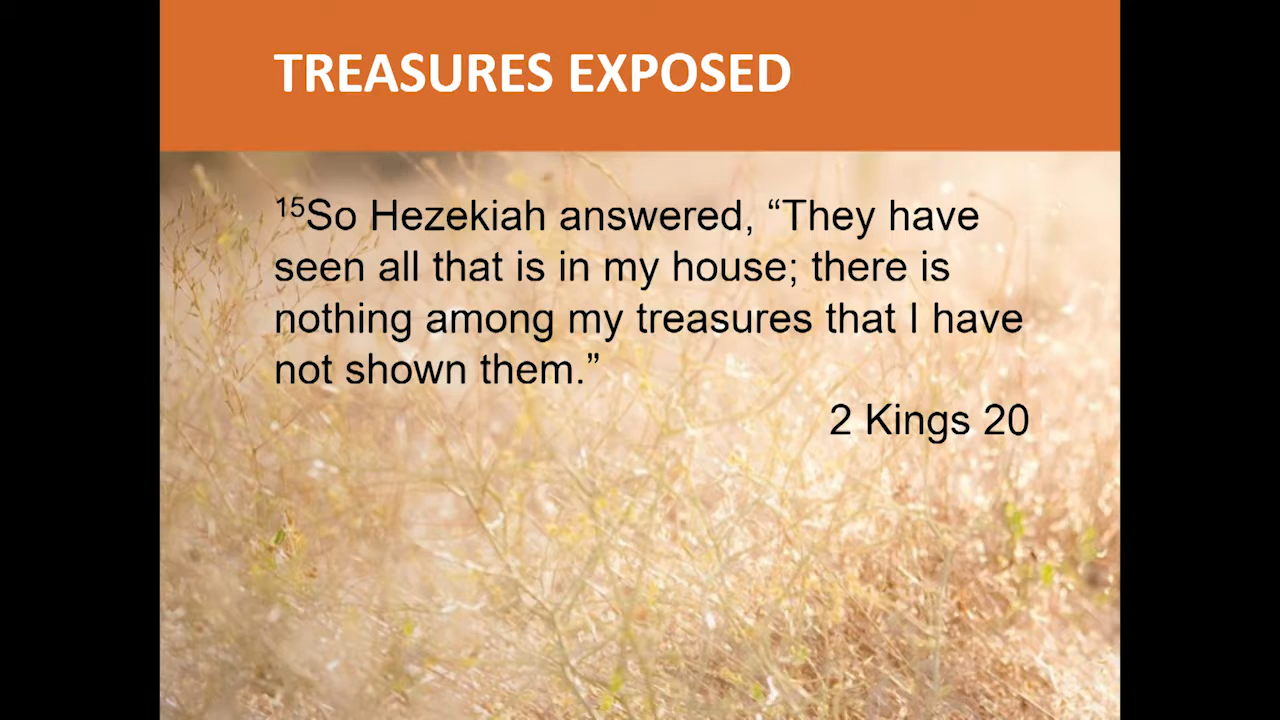 TREASURES EXPOSED
15So Hezekiah answered, “They have
seen all that is in my house; there is
nothing among my treasures that I have
not shown them.”
2 Kings 20